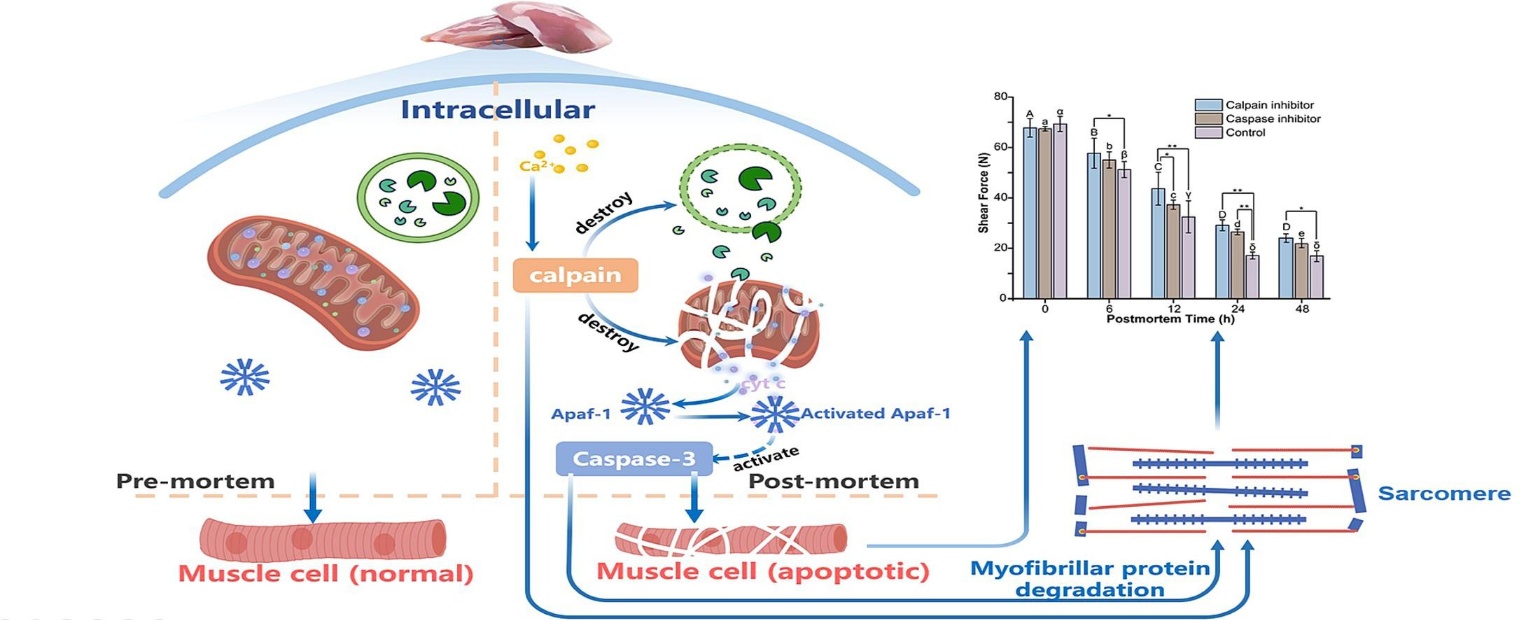 Intracellular
Ca²⁺
destroy
calpain
destroy
cyt c
Apaf-1
Activated Apaf-1
Caspase-3
activate
Pre-mortem
Post-mortem
Muscle cell (normal)
Muscle cell (apoptotic)
Myofibrillar protein
degradation
Sarcomere
Calpain inhibitor
Caspase inhibitor
Control
Shear Force (N)
80
60
40
20
0
A a α
* B b β
** * C c γ
** ** D d δ
* D e δ
0 6 12 24 48
Postmortem Time (h)